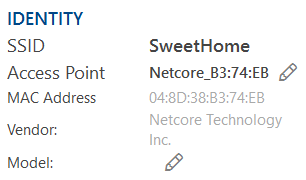 IDENTITY
SSID SweetHome
Access Point Netcore_B3:74:EB
MAC Address 04:8D:38:B3:74:EB
Vendor: Netcore Technology
Inc.
Model: